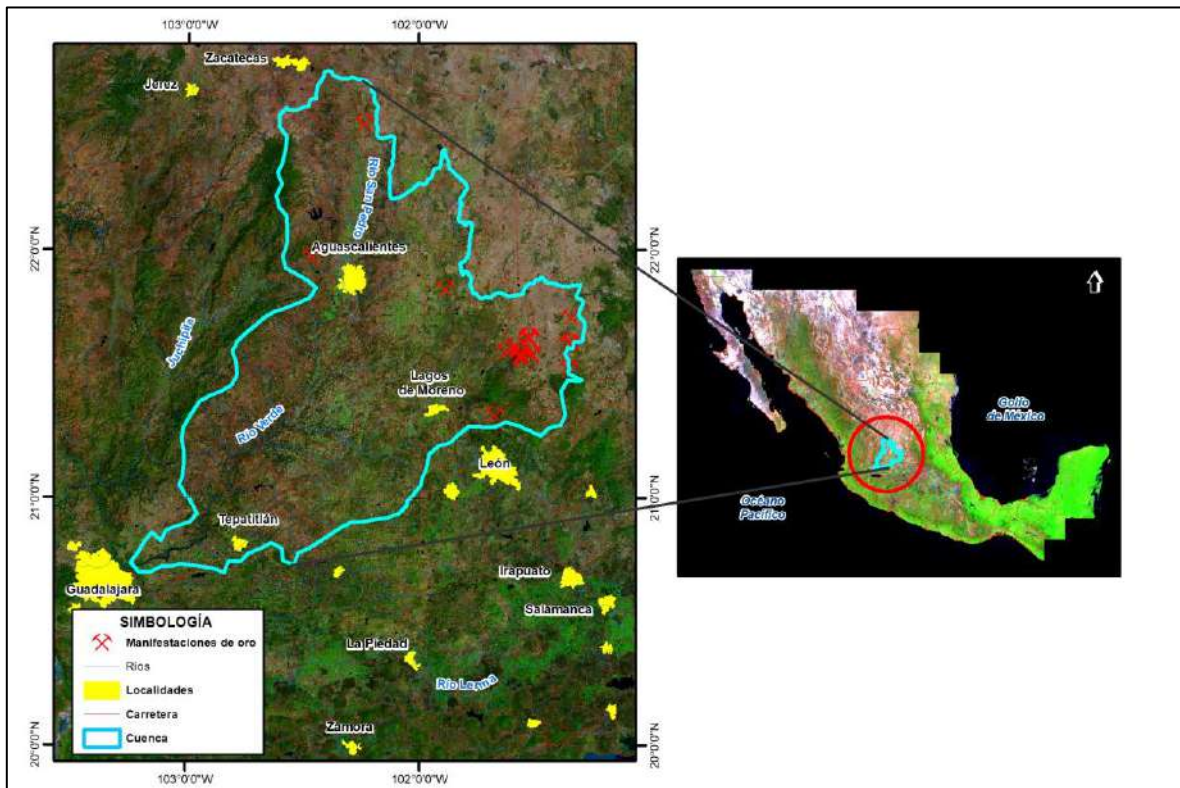 103°0'0"W
102°0'0"W
Zacatecas
Jerez
Río San Pedro
22°0'0"N
22°0'0"N
Aguascalientes
Juchipila
Lagos
de Moreno
Río Verde
León
21°0'0"N
21°0'0"N
Tepatitlán
Guadalajara
Irapuato
Salamanca
La Piedad
Río Lerma
Zamora
20°0'0"N
20°0'0"N
103°0'0"W
102°0'0"W
SIMBOLOGÍA
Manifestaciones de oro
Ríos
Localidades
Carretera
Cuenca
Golfo
de México
Océano
Pacífico